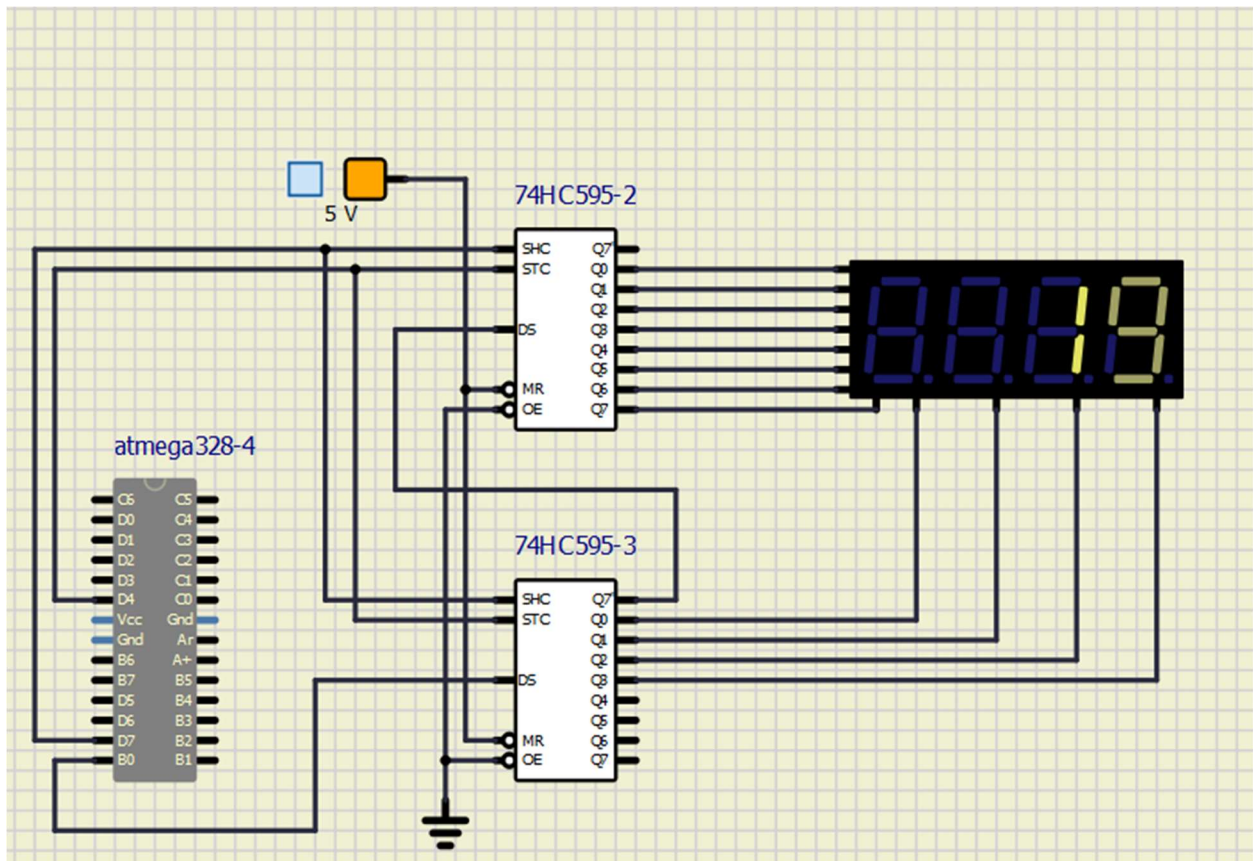 5 V
74HC595-2
SHC Q7'
STC Q0
Q1
Q2
DS Q3
Q4
Q5
MR Q6
OE Q7
atmega328-4
C6 C5
D0 C4
D1 C3
D2 C2
D3 C1
D4 C0
Vcc Gnd
Gnd Ar
B6 A+
B7 B5
D5 B4
D6 B3
D7 B2
B0 B1
74HC595-3
SHC Q7'
STC Q0
Q1
Q2
DS Q3
Q4
Q5
MR Q6
OE Q7
19